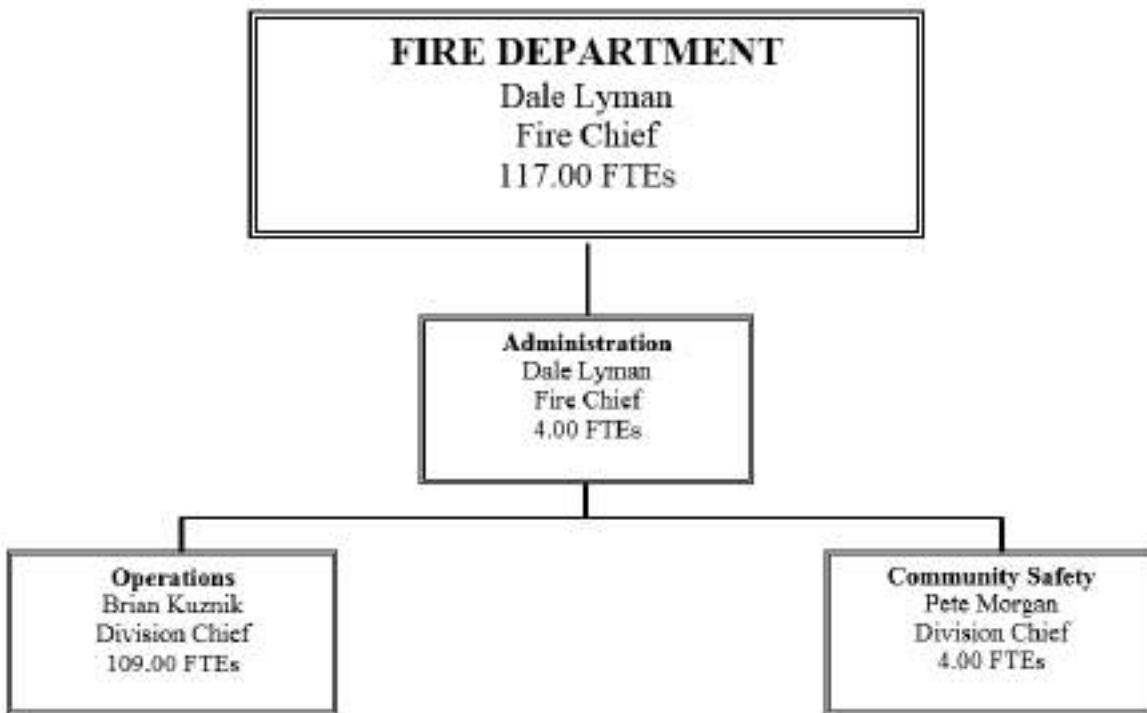 FIRE DEPARTMENT
Dale Lyman
Fire Chief
117.00 FTEs
Administration
Dale Lyman
Fire Chief
4.00 FTEs
Operations
Brian Kuznik
Division Chief
109.00 FTEs
Community Safety
Pete Morgan
Division Chief
4.00 FTEs